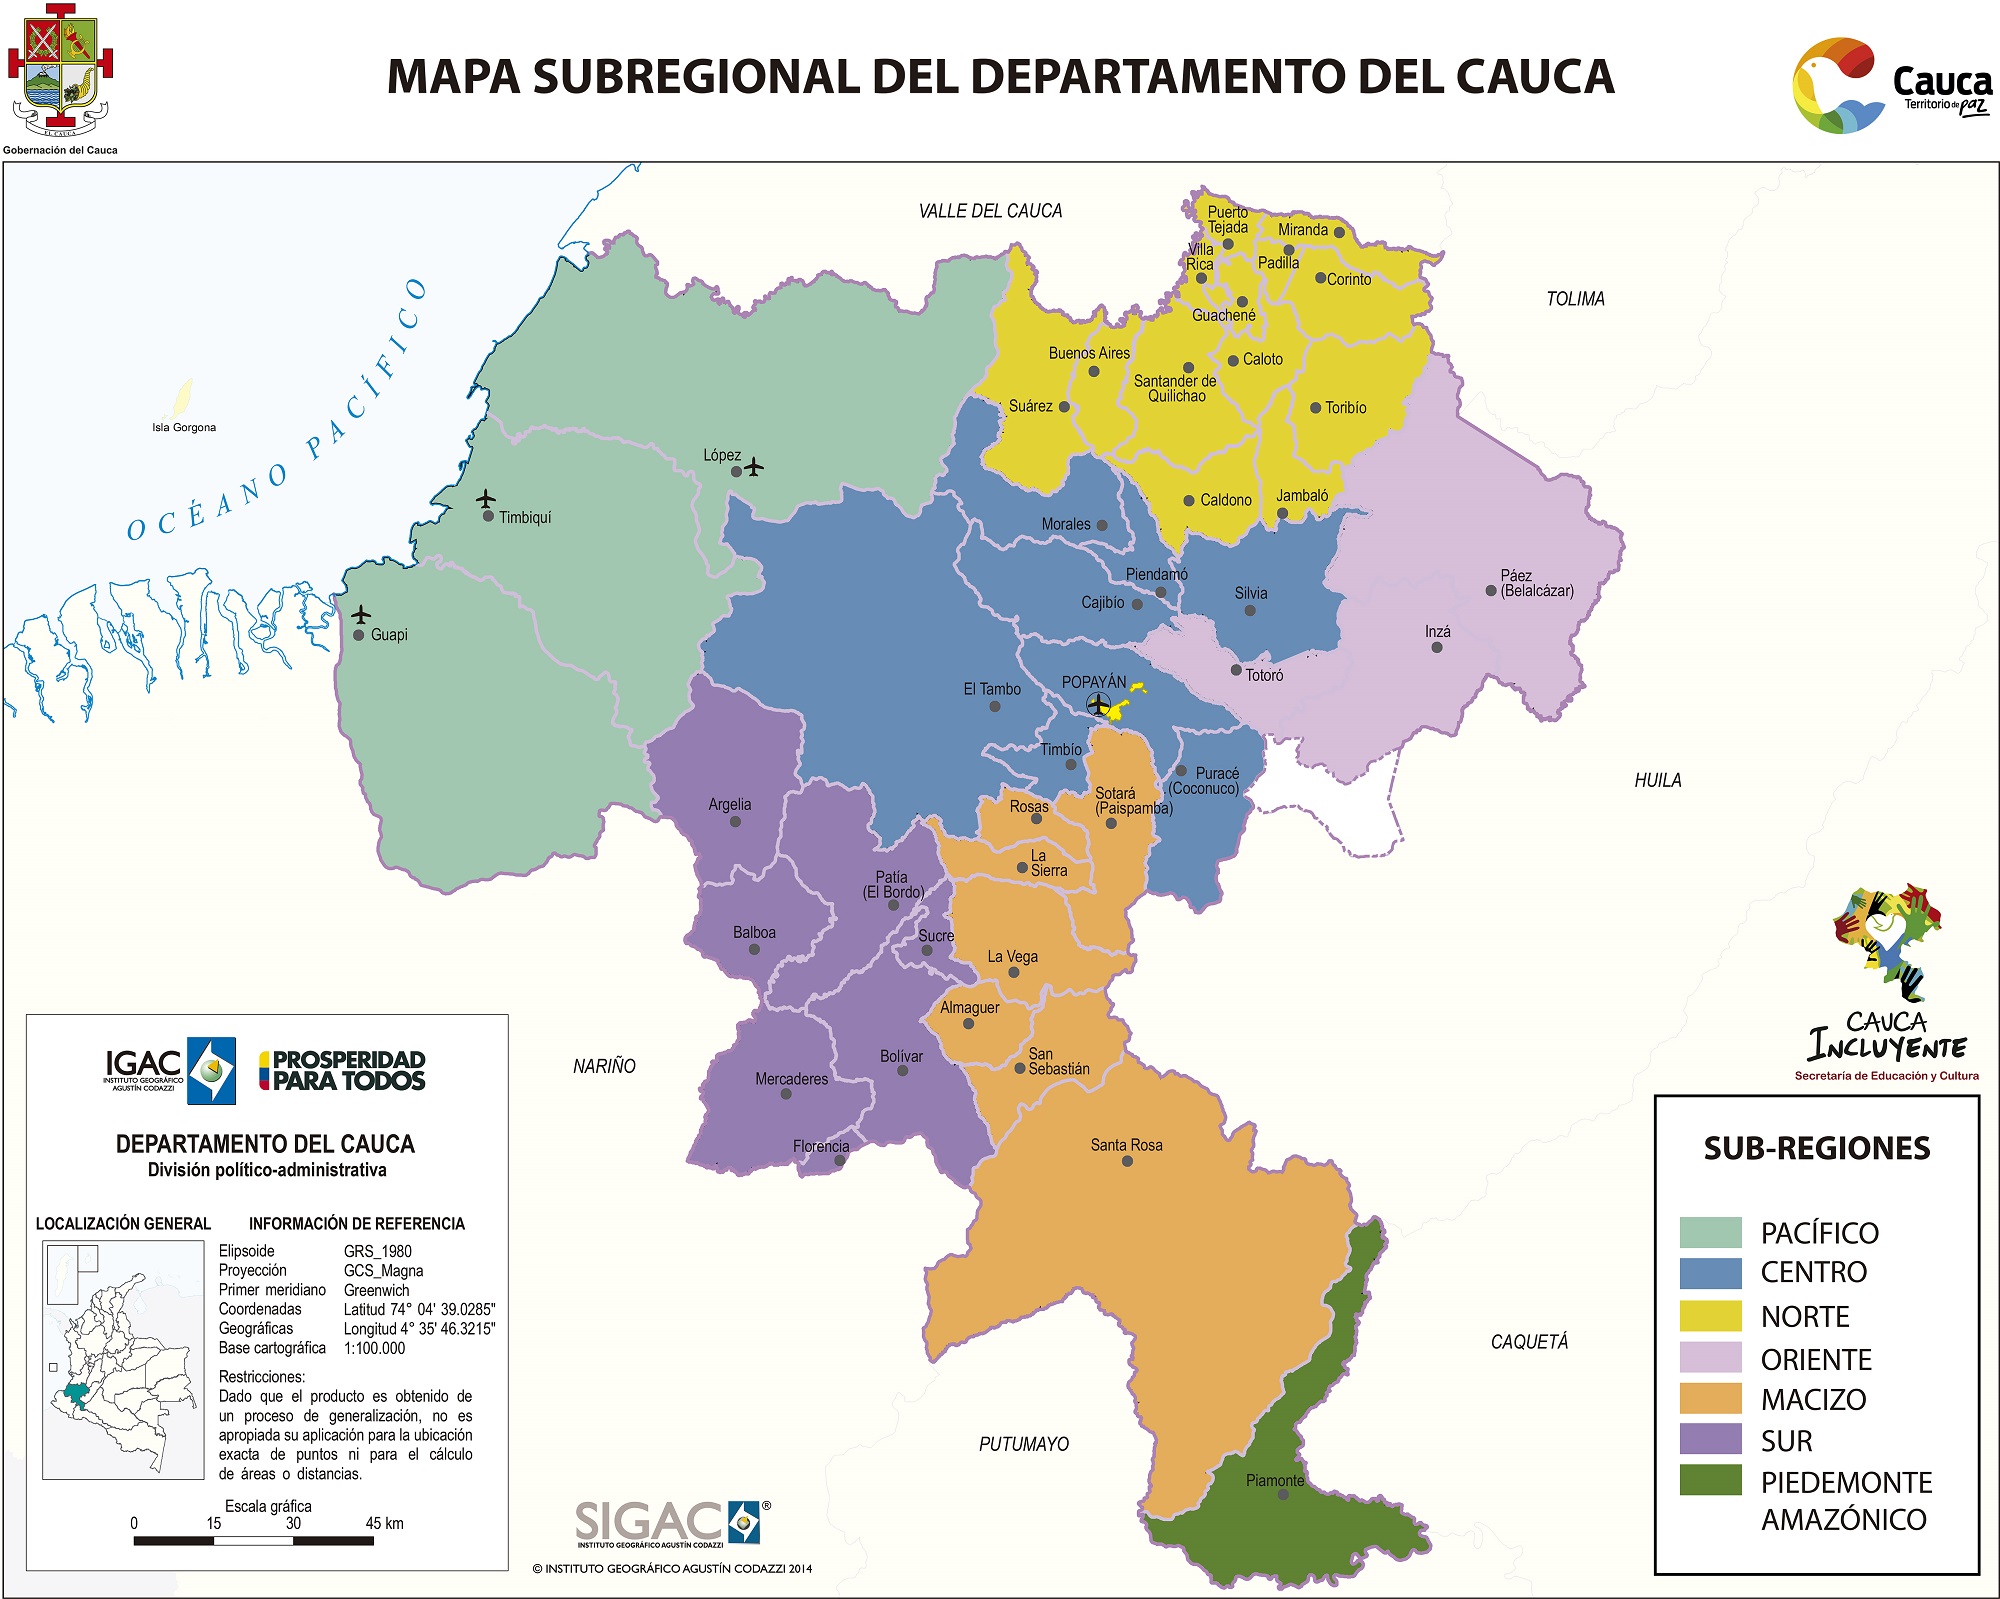 EL CAUCA
Gobernación del Cauca
MAPA SUBREGIONAL DEL DEPARTAMENTO DEL CAUCA
Cauca
Territorio de paz
VALLE DEL CAUCA
TOLIMA
HUILA
NARIÑO
CAQUETÁ
PUTUMAYO
OCÉANO PACÍFICO
Isla Gorgona
Puerto
Tejada
Miranda
Villa
Rica
Padilla
Corinto
Guachené
Buenos Aires
Caloto
Santander de
Quilichao
Suárez
Toribío
Caldono
Jambaló
López
Timbiquí
Guapi
Morales
Piendamó
Cajibío
Silvia
Páez
(Belalcázar)
Inzá
Totoró
El Tambo
POPAYÁN
Timbío
Puracé
(Coconuco)
Sotará
(Paispamba)
Rosas
La
Sierra
Argelia
Patía
(El Bordo)
Balboa
Sucre
La Vega
Almaguer
San
Sebastián
Bolívar
Mercaderes
Florencia
Santa Rosa
Piamonte
CAUCA
INCLUYENTE
Secretaría de Educación y Cultura
SUB-REGIONES
PACÍFICO
CENTRO
NORTE
ORIENTE
MACIZO
SUR
PIEDEMONTE
AMAZÓNICO
IGAC
INSTITUTO GEOGRÁFICO
AGUSTÍN CODAZZI
PROSPERIDAD
PARA TODOS
DEPARTAMENTO DEL CAUCA
División político-administrativa
LOCALIZACIÓN GENERAL
INFORMACIÓN DE REFERENCIA
Elipsoide GRS_1980
Proyección GCS_Magna
Primer meridiano Greenwich
Coordenadas Latitud 74° 04' 39.0285"
Geográficas Longitud 4° 35' 46.3215"
Base cartográfica 1:100.000
Restricciones:
Dado que el producto es obtenido de
un proceso de generalización, no es
apropiada su aplicación para la ubicación
exacta de puntos ni para el cálculo
de áreas o distancias.
Escala gráfica
0 15 30 45 km
SIGAC ®
INSTITUTO GEOGRÁFICO AGUSTÍN CODAZZI
© INSTITUTO GEOGRÁFICO AGUSTÍN CODAZZI 2014